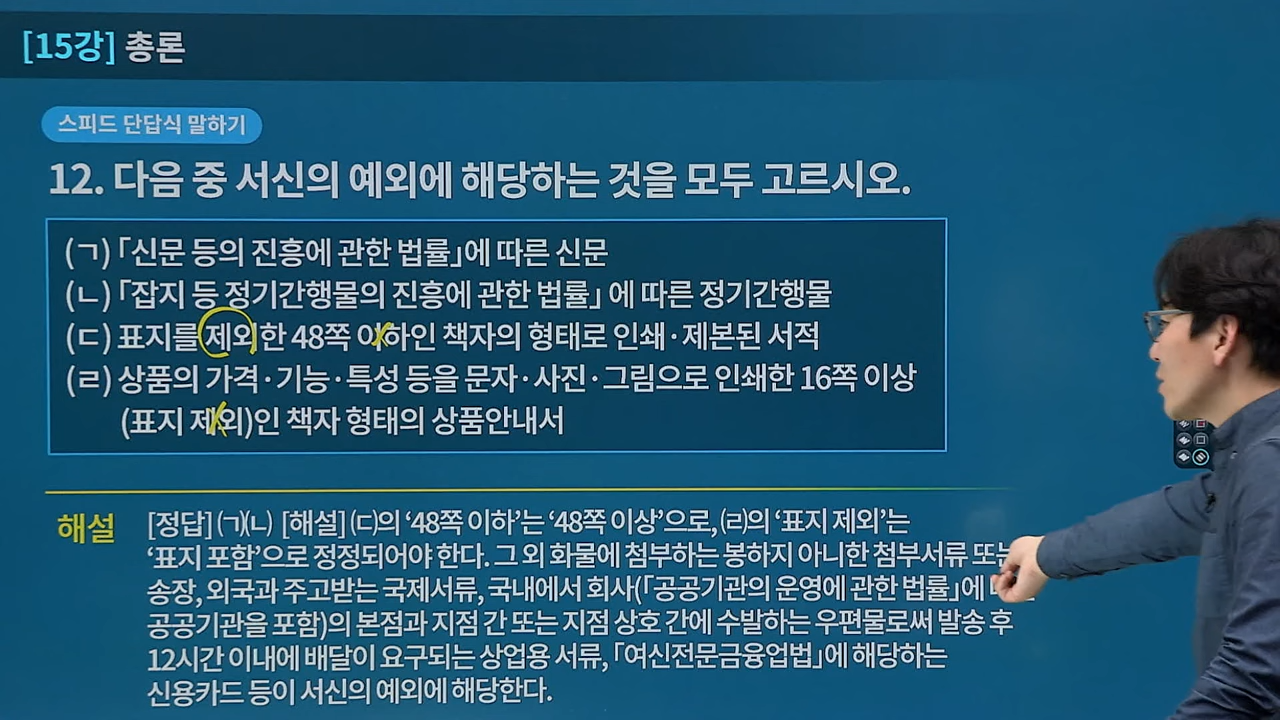 [15강] 총론
스피드 단답식 말하기
12. 다음 중 서신의 예외에 해당하는 것을 모두 고르시오.
(ㄱ)「신문 등의 진흥에 관한 법률」에 따른 신문
(ㄴ)「잡지 등 정기간행물의 진흥에 관한 법률」 에 따른 정기간행물
(ㄷ) 표지를 제외한 48쪽 이하인 책자의 형태로 인쇄·제본된 서적
(ㄹ) 상품의 가격·기능·특성 등을 문자·사진·그림으로 인쇄한 16쪽 이상
(표지 제외)인 책자 형태의 상품안내서
해설
[정답] (ㄱ)(ㄴ) [해설] (ㄷ)의 ‘48쪽 이하’는 ‘48쪽 이상’으로, (ㄹ)의 ‘표지 제외’는
‘표지 포함’으로 정정되어야 한다. 그 외 화물에 첨부하는 봉하지 아니한 첨부서류 또는
송장, 외국과 주고받는 국제서류, 국내에서 회사(「공공기관의 운영에 관한 법률」에
공공기관을 포함)의 본점과 지점 간 또는 지점 상호 간에 수발하는 우편물로써 발송 후
12시간 이내에 배달이 요구되는 상업용 서류, 「여신전문금융업법」에 해당하는
신용카드 등이 서신의 예외에 해당한다.